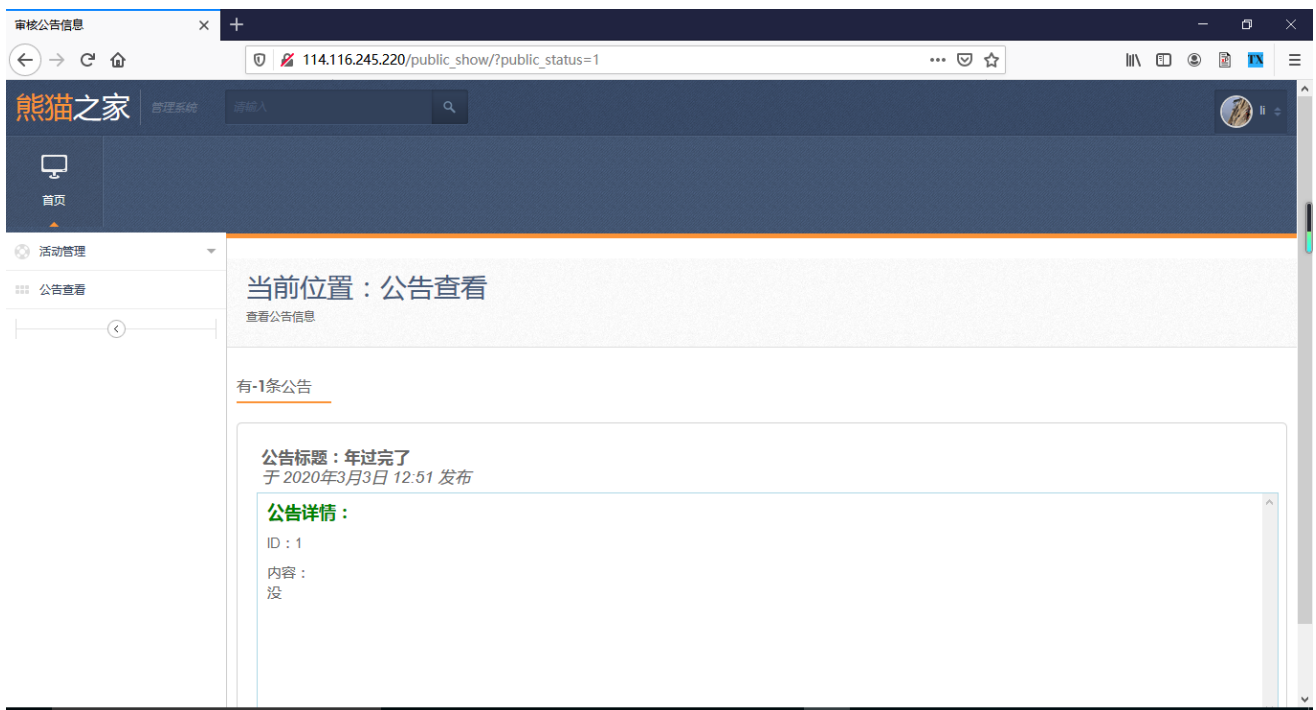 审核公告信息
114.116.245.220/public_show/?public_status=1
熊猫之家 管理系统 请输入 li
首页
活动管理
公告查看
当前位置：公告查看
查看公告信息
有-1条公告
公告标题：年过完了
于 2020年3月3日 12:51 发布
公告详情：
ID：1
内容：
没